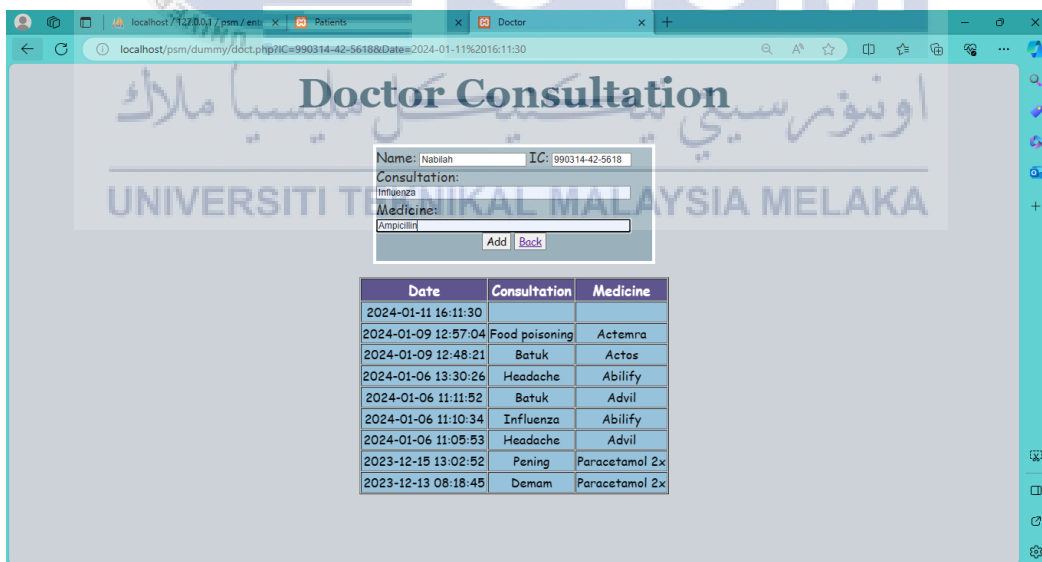 localhost / 127.0.0.1 / psm / ent
Patients
Doctor
localhost/psm/dummy/doct.php?IC=990314-42-5618&Date=2024-01-11%2016:11:30
Doctor Consultation
اونيۏرسيتي تيكنيكل مليسيا ملاك
UNIVERSITI TEKNIKAL MALAYSIA MELAKA
Name: Nabilah IC: 990314-42-5618
Consultation:
Influenza
Medicine:
Ampicillin
Add Back
Date Consultation Medicine
2024-01-11 16:11:30
2024-01-09 12:57:04 Food poisoning Actemra
2024-01-09 12:48:21 Batuk Actos
2024-01-06 13:30:26 Headache Abilify
2024-01-06 11:11:52 Batuk Advil
2024-01-06 11:10:34 Influenza Abilify
2024-01-06 11:05:53 Headache Advil
2023-12-15 13:02:52 Pening Paracetamol 2x
2023-12-13 08:18:45 Demam Paracetamol 2x